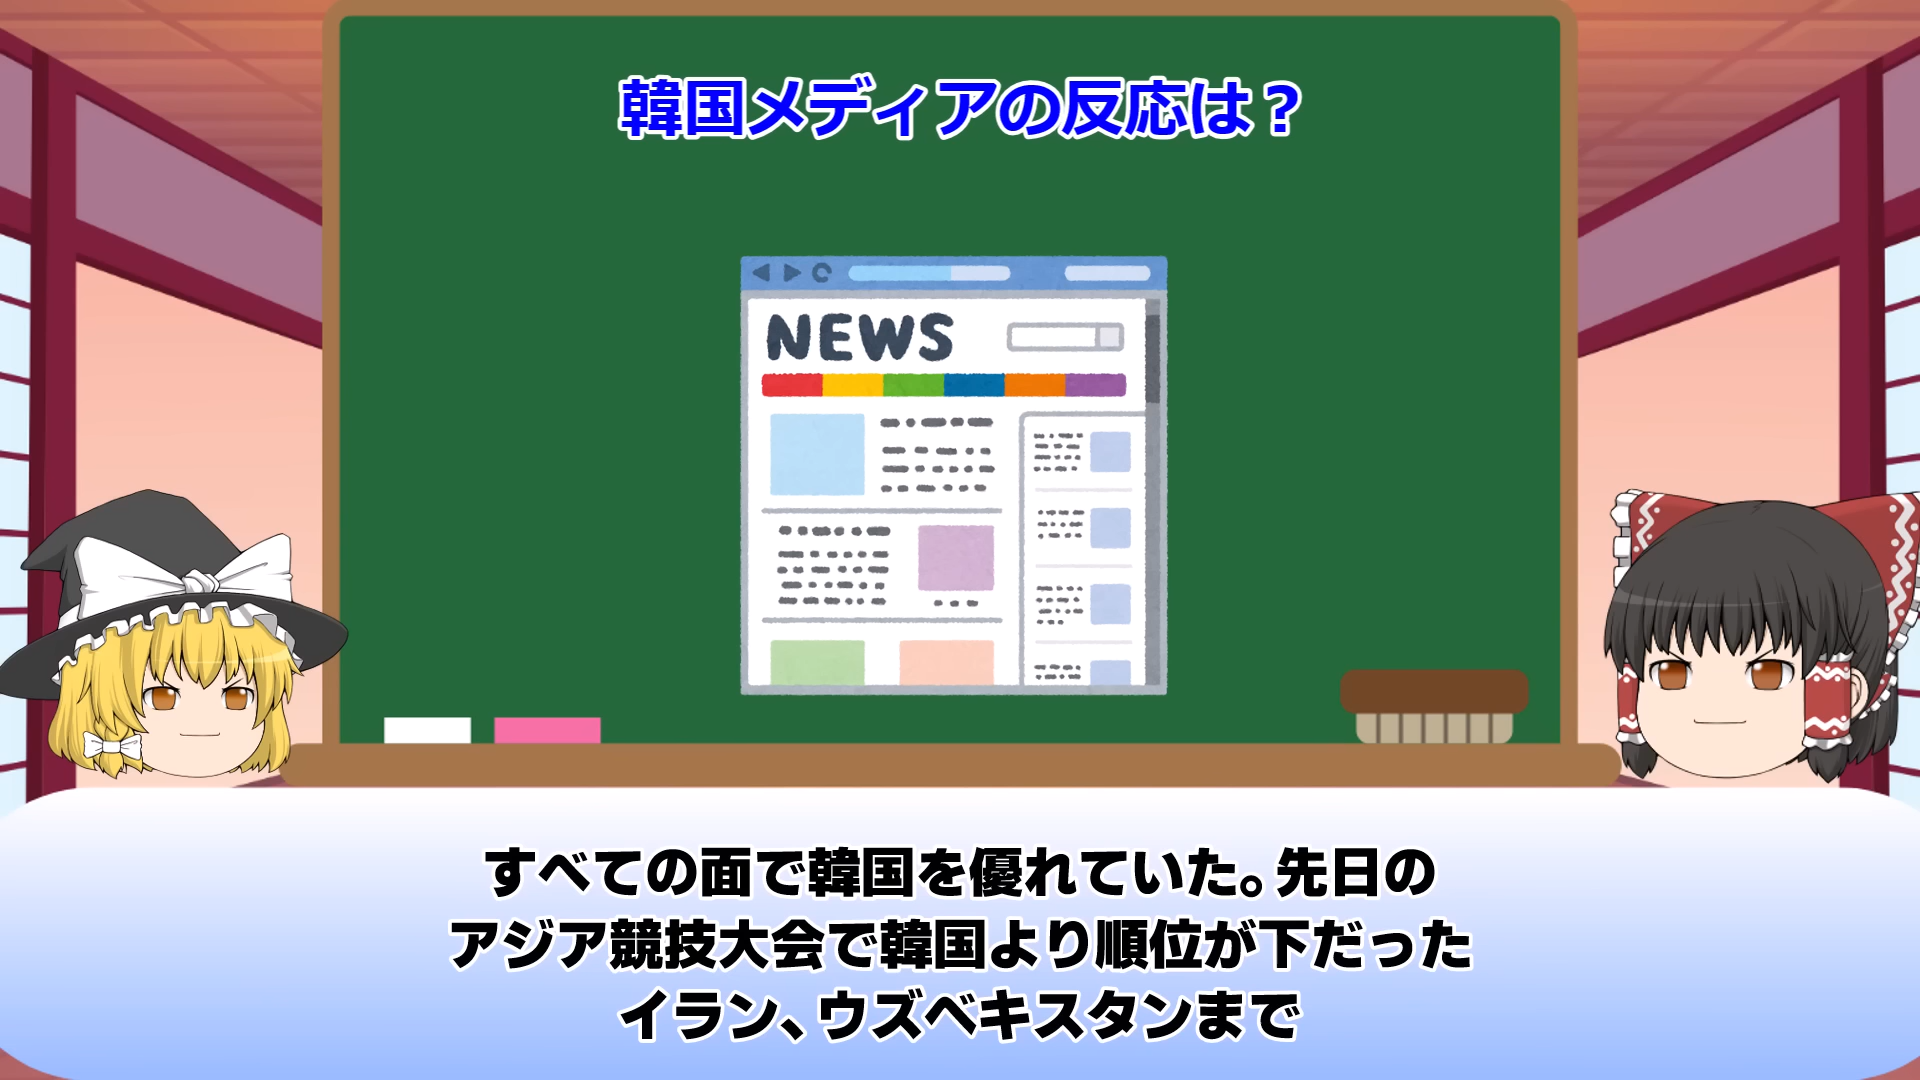 韓国メディアの反応は？
NEWS
すべての面で韓国を優れていた。先日の
アジア競技大会で韓国より順位が下だった
イラン、ウズベキスタンまで